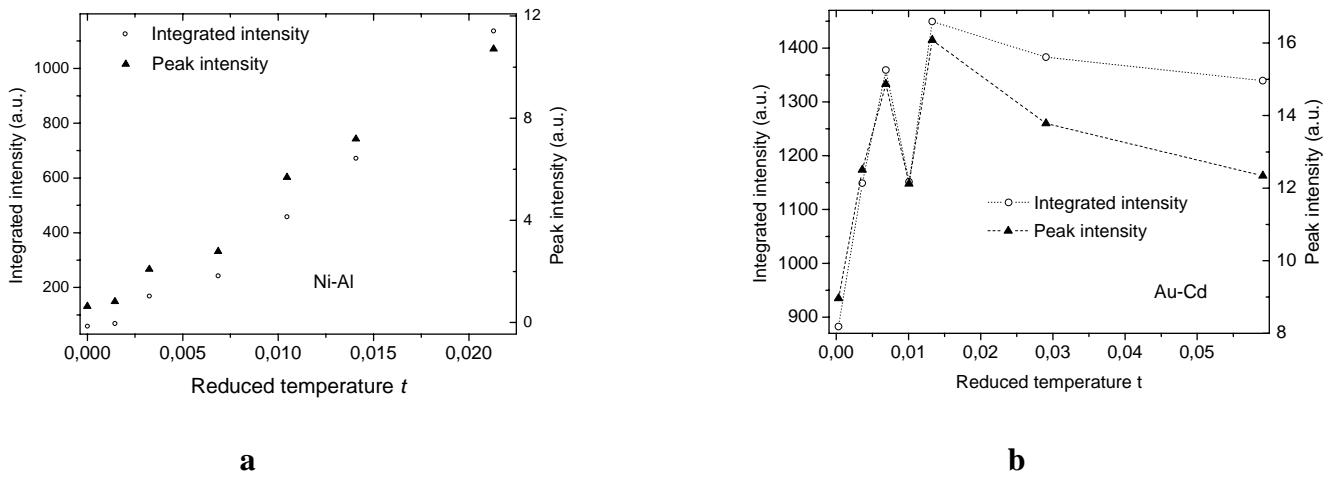 Integrated intensity
Peak intensity
Integrated intensity (a.u.)
1000
800
600
400
200
12
8
4
0
Peak intensity (a.u.)
Ni-Al
0,000 0,005 0,010 0,015 0,020
Reduced temperature t
a
Integrated intensity (a.u.)
1400
1300
1200
1100
1000
900
16
14
12
10
8
Peak intensity (a.u.)
Integrated intensity
Peak intensity
Au-Cd
0,00 0,01 0,02 0,03 0,04 0,05
Reduced temperature t
b